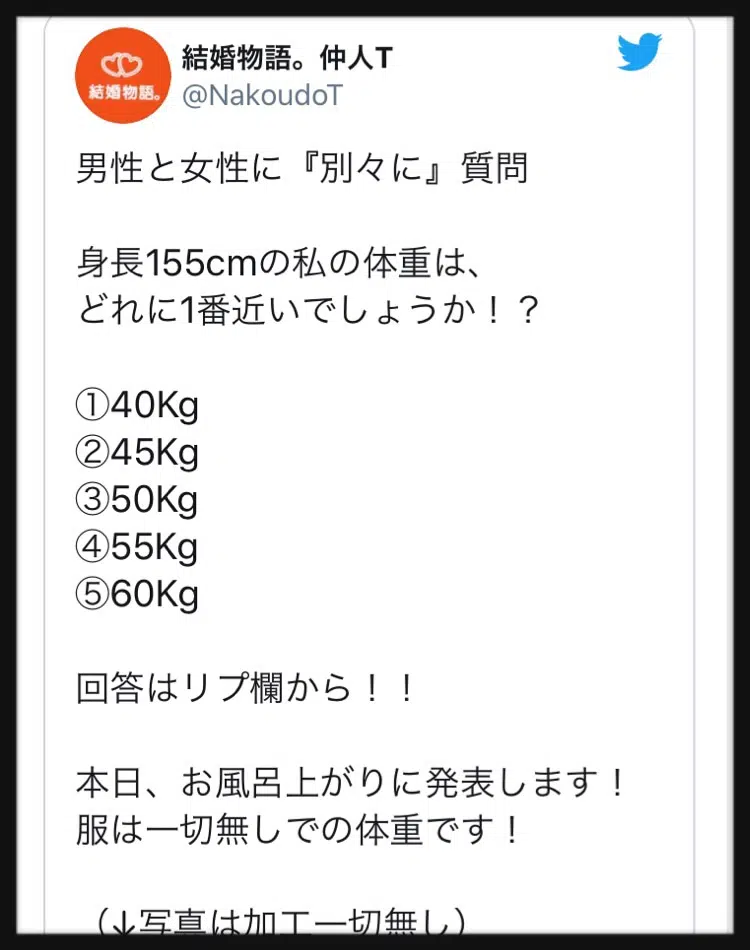 結婚物語。仲人T
結婚物語。
@NakoudoT
男性と女性に『別々に』質問
身長155cmの私の体重は、
どれに1番近いでしょうか！？
①40Kg
②45Kg
③50Kg
④55Kg
⑤60Kg
回答はリプ欄から！！
本日、お風呂上がりに発表します！
服は一切無しでの体重です！
（↓写真は加工一切無し）